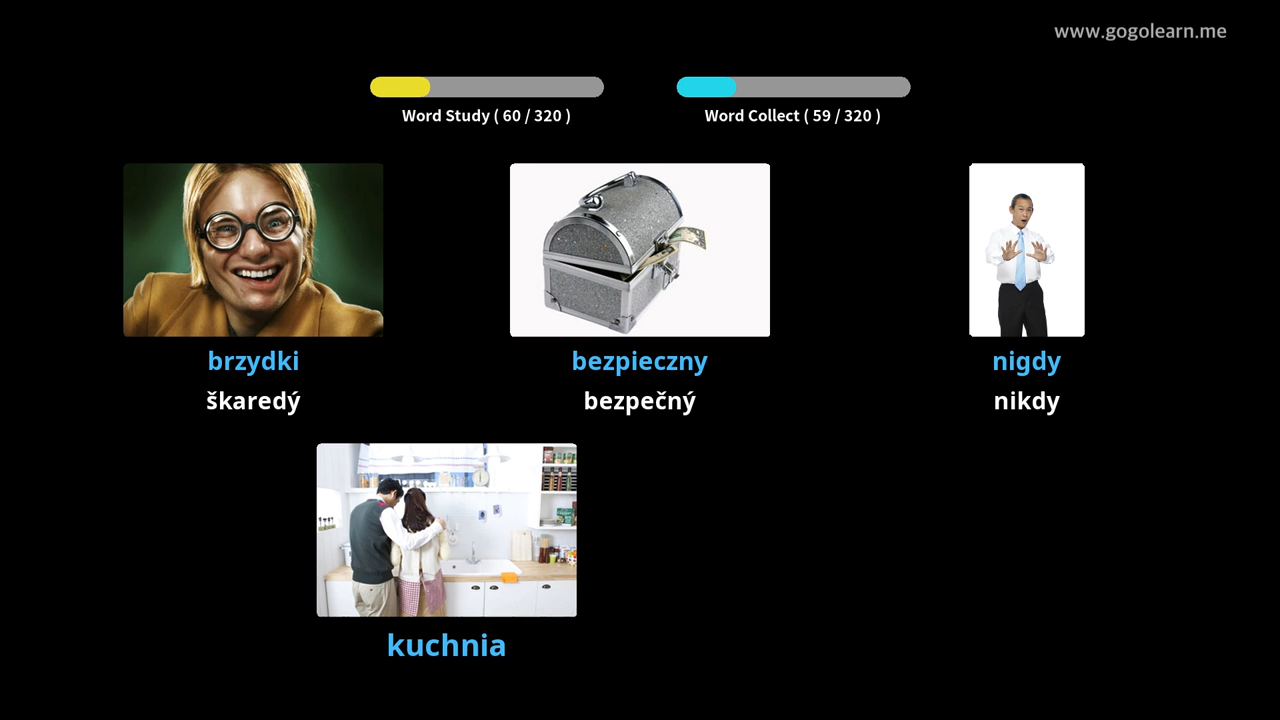 www.gogolearn.me
Word Study ( 60 / 320 )
Word Collect ( 59 / 320 )
brzydki
škaredý
bezpieczny
bezpečný
nigdy
nikdy
kuchnia